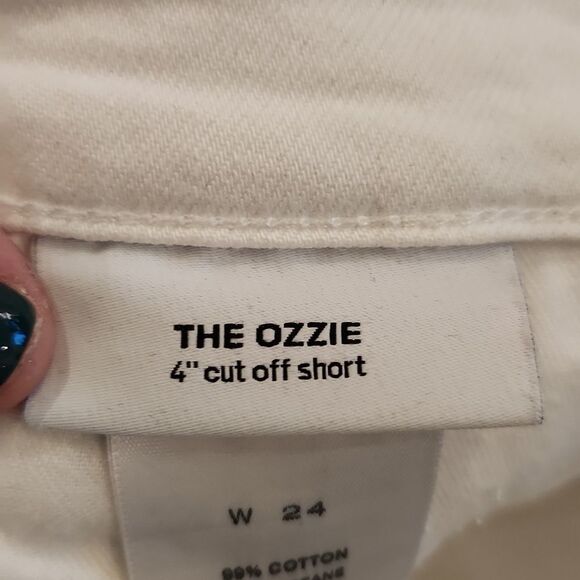 THE OZZIE
4" cut off short
W 24
99% COTTON